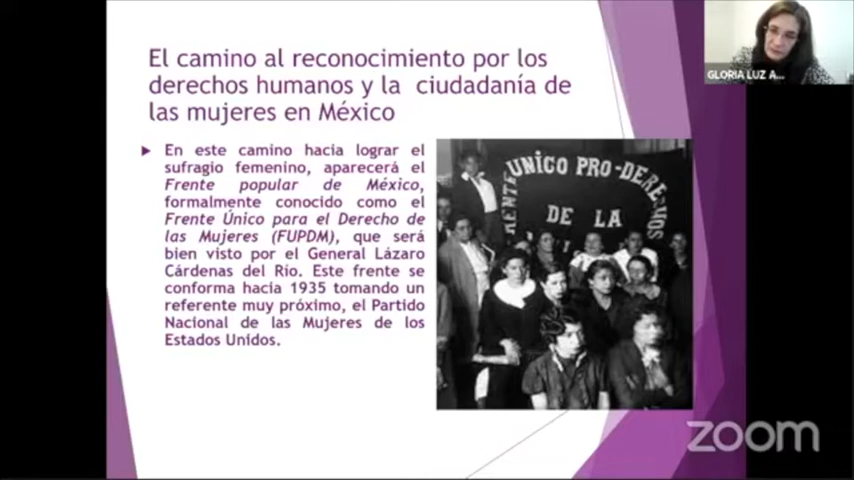 El camino al reconocimiento por los
derechos humanos y la ciudadanía de
las mujeres en México
En este camino hacia lograr el
sufragio femenino, aparecerá el
Frente popular de México,
formalmente conocido como el
Frente Único para el Derecho de
las Mujeres (FUPDM), que será
bien visto por el General Lázaro
Cárdenas del Río. Este frente se
conforma hacia 1935 tomando un
referente muy próximo, el Partido
Nacional de las Mujeres de los
Estados Unidos.
FRENTE UNICO PRO-DERECHOS
DE LA
GLORIA LUZ A...
zoom